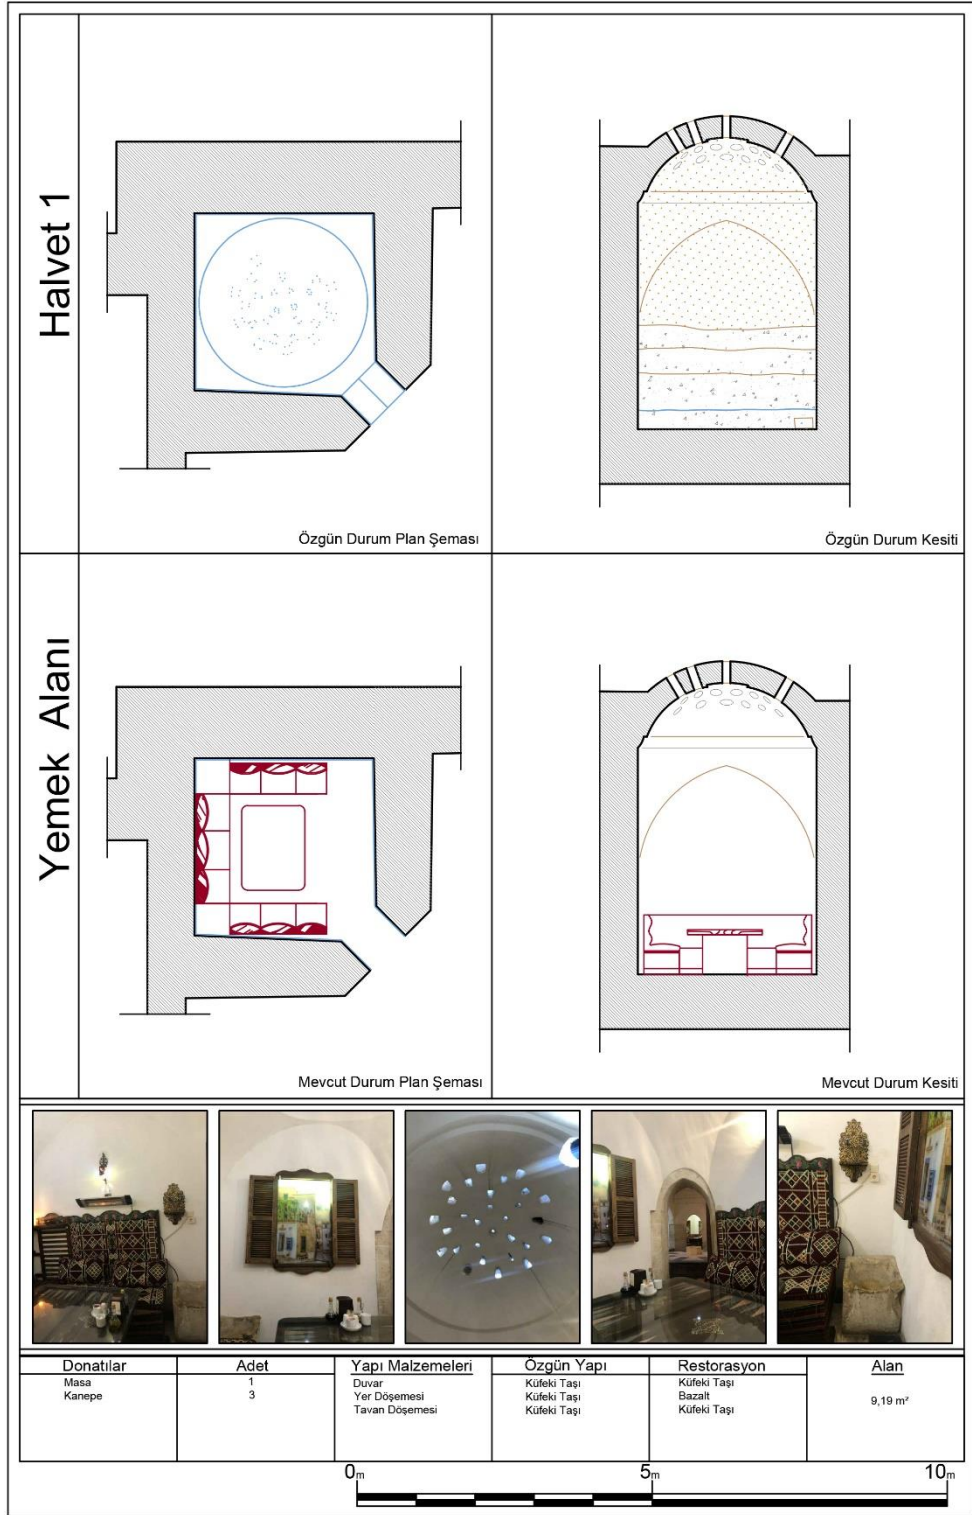 Halvet 1
Özgün Durum Plan Şeması
Özgün Durum Kesiti
Yemek Alanı
Mevcut Durum Plan Şeması
Mevcut Durum Kesiti
Donatılar Adet Yapı Malzemeleri Özgün Yapı Restorasyon Alan
Masa 1 Duvar Küfeki Taşı Küfeki Taşı
Kanepe 3 Yer Döşemesi Küfeki Taşı Bazalt 9,19 m²
Tavan Döşemesi Küfeki Taşı Küfeki Taşı
0m 5m 10m